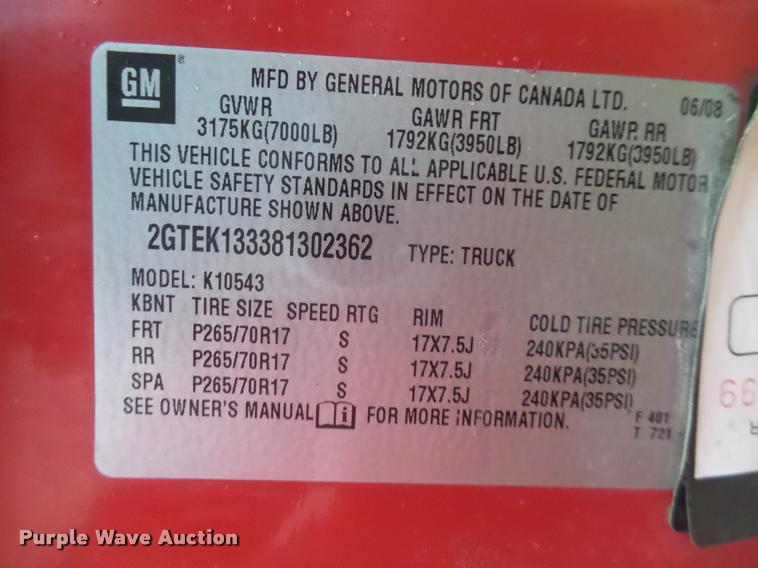 GM ®
MFD BY GENERAL MOTORS OF CANADA LTD. 06/08
GVWR GAWR FRT GAWR RR
3175KG(7000LB) 1792KG(3950LB) 1792KG(3950LB)
THIS VEHICLE CONFORMS TO ALL APPLICABLE U.S. FEDERAL MOTOR
VEHICLE SAFETY STANDARDS IN EFFECT ON THE DATE OF
MANUFACTURE SHOWN ABOVE.
2GTEK133381302362 TYPE: TRUCK
MODEL: K10543
KBNT TIRE SIZE SPEED RTG RIM COLD TIRE PRESSURE
FRT P265/70R17 S 17X7.5J 240KPA(35PSI)
RR P265/70R17 S 17X7.5J 240KPA(35PSI)
SPA P265/70R17 S 17X7.5J 240KPA(35PSI)
SEE OWNER'S MANUAL i FOR MORE INFORMATION.
F 401
T 721
Purple Wave Auction